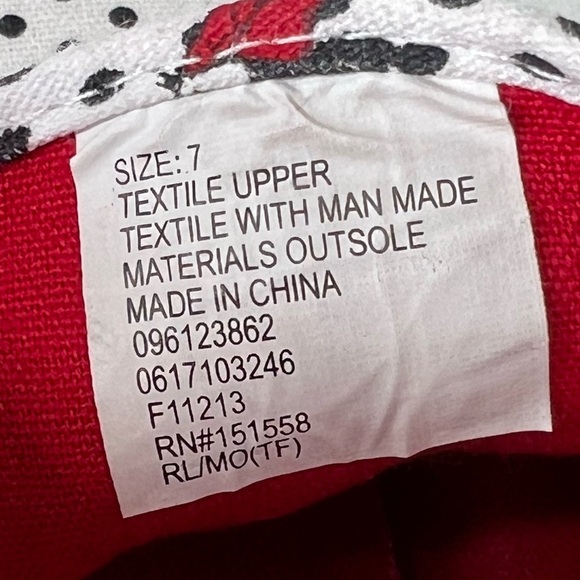 SIZE: 7
TEXTILE UPPER
TEXTILE WITH MAN MADE
MATERIALS OUTSOLE
MADE IN CHINA
096123862
0617103246
F11213
RN#151558
RL/MO(TF)